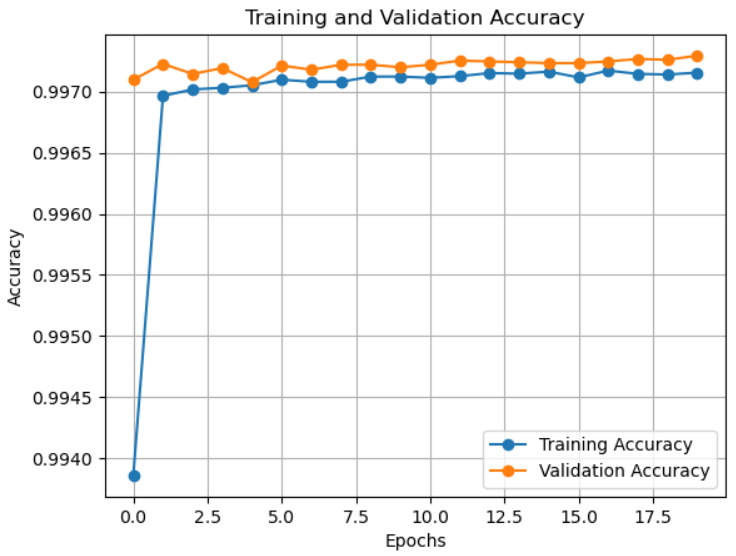 Training and Validation Accuracy
Accuracy
0.9970
0.9965
0.9960
0.9955
0.9950
0.9945
0.9940
0.0 2.5 5.0 7.5 10.0 12.5 15.0 17.5
Epochs
Training Accuracy
Validation Accuracy